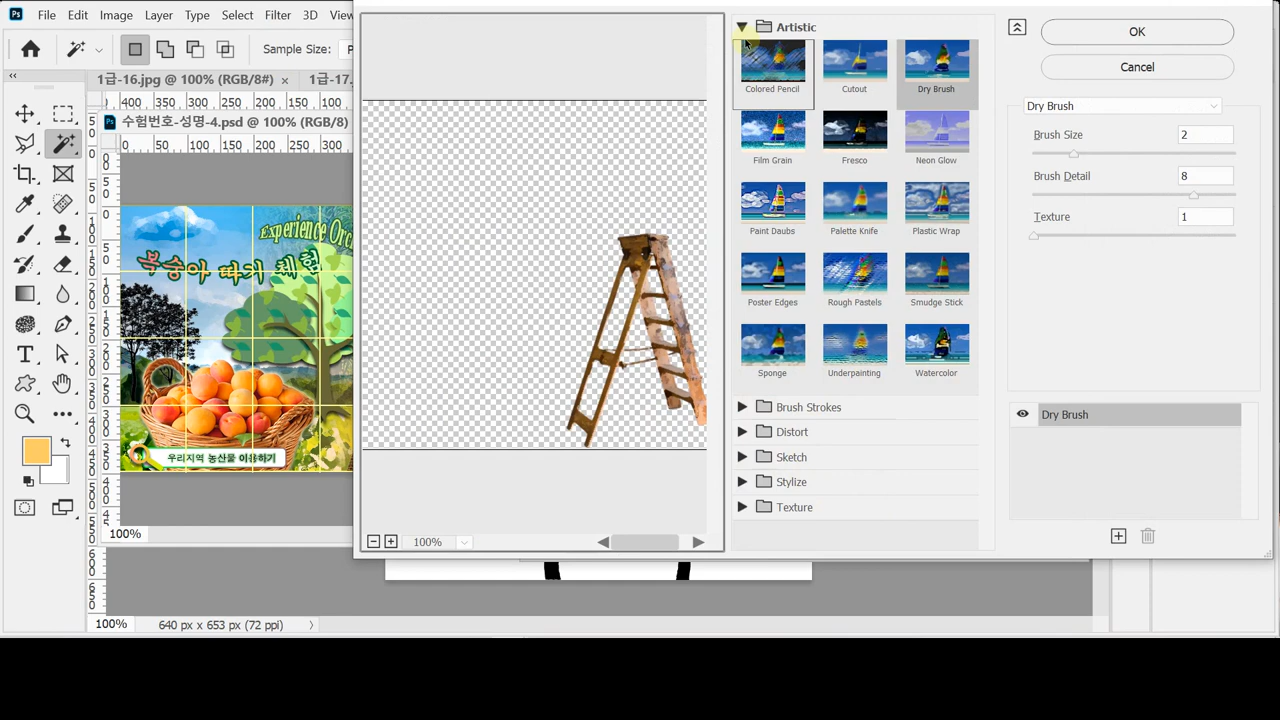 File Edit Image Layer Type Select Filter 3D View
Sample Size: P
1급-16.jpg @ 100% (RGB/8#) × 1급-17.
400 350 300 250 200 150 100
수험번호-성명-4.psd @ 100% (RGB/8)
50 100 150 200 250 300
Experience Orc
복숭아 따기 체험
우리지역 농산물 이용하기
100%
100% 640 px x 653 px (72 ppi)
100%
Artistic
Colored Pencil Cutout Dry Brush
Film Grain Fresco Neon Glow
Paint Daubs Palette Knife Plastic Wrap
Poster Edges Rough Pastels Smudge Stick
Sponge Underpainting Watercolor
Brush Strokes
Distort
Sketch
Stylize
Texture
OK
Cancel
Dry Brush
Brush Size 2
Brush Detail 8
Texture 1
Dry Brush